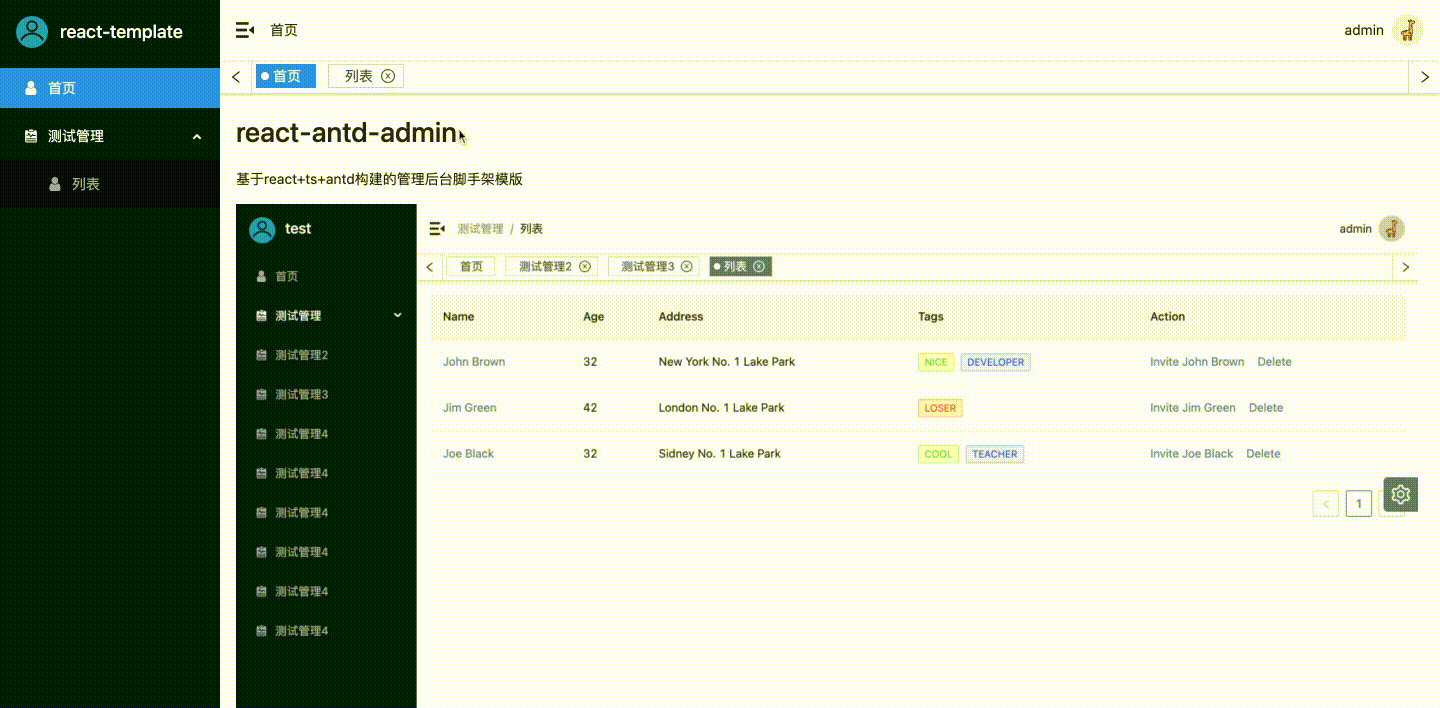 react-template
首页
测试管理
列表
首页
admin
首页
列表
react-antd-admin
基于react+ts+antd构建的管理后台脚手架模版
test
首页
测试管理
测试管理2
测试管理3
测试管理4
测试管理4
测试管理4
测试管理4
测试管理4
测试管理4
测试管理 / 列表
admin
首页 测试管理2 测试管理3 列表
Name Age Address Tags Action
John Brown 32 New York No. 1 Lake Park NICE DEVELOPER Invite John Brown Delete
Jim Green 42 London No. 1 Lake Park LOSER Invite Jim Green Delete
Joe Black 32 Sidney No. 1 Lake Park COOL TEACHER Invite Joe Black Delete
< 1